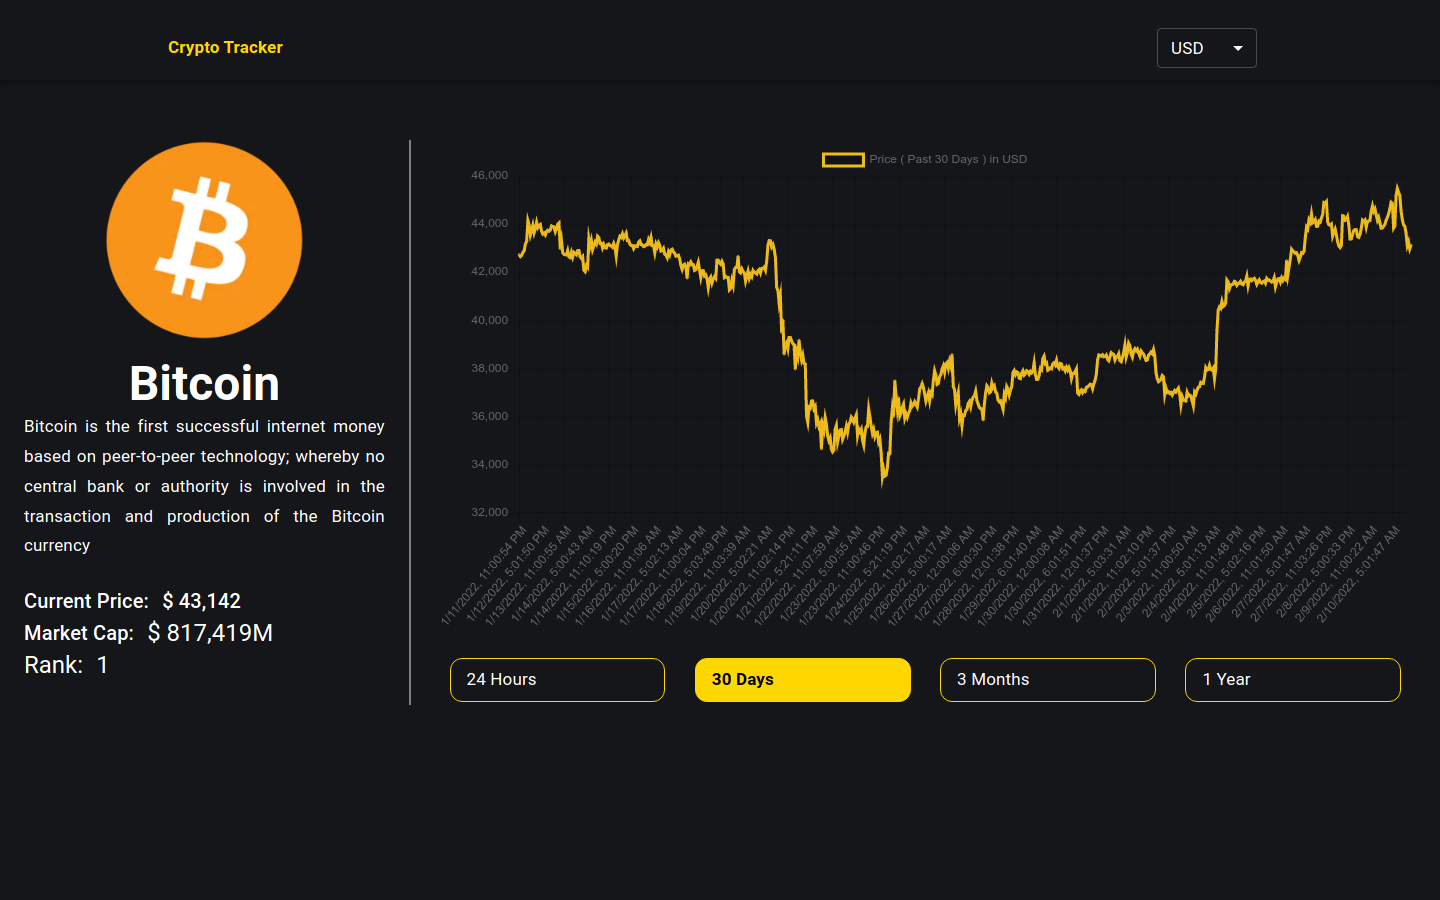 Crypto Tracker
USD
Bitcoin
Bitcoin is the first successful internet money
based on peer-to-peer technology; whereby no
central bank or authority is involved in the
transaction and production of the Bitcoin
currency
Current Price: $ 43,142
Market Cap: $ 817,419M
Rank: 1
Price ( Past 30 Days ) in USD
46,000
44,000
42,000
40,000
38,000
36,000
34,000
32,000
1/11/2022, 11:00:54 PM
1/12/2022, 5:01:50 PM
1/13/2022, 11:00:55 AM
1/14/2022, 5:00:43 AM
1/14/2022, 11:10:19 PM
1/15/2022, 5:00:20 PM
1/16/2022, 11:01:06 AM
1/17/2022, 5:02:13 AM
1/17/2022, 11:00:04 PM
1/18/2022, 5:03:49 PM
1/19/2022, 11:03:39 AM
1/20/2022, 5:02:21 AM
1/20/2022, 11:02:14 PM
1/21/2022, 5:21:11 PM
1/22/2022, 11:07:59 AM
1/23/2022, 5:00:55 AM
1/23/2022, 11:00:46 PM
1/24/2022, 5:21:19 PM
1/25/2022, 11:02:17 AM
1/26/2022, 5:00:17 AM
1/27/2022, 12:00:06 AM
1/27/2022, 6:00:30 PM
1/28/2022, 12:01:38 PM
1/29/2022, 6:01:40 AM
1/30/2022, 12:00:08 AM
1/30/2022, 6:01:51 PM
1/31/2022, 12:01:37 PM
2/1/2022, 5:03:31 AM
2/1/2022, 11:02:10 PM
2/2/2022, 5:01:37 PM
2/3/2022, 11:00:50 AM
2/4/2022, 5:01:13 AM
2/4/2022, 11:01:48 PM
2/5/2022, 5:02:16 PM
2/6/2022, 11:01:50 AM
2/7/2022, 5:01:47 AM
2/7/2022, 11:03:26 PM
2/8/2022, 5:00:33 PM
2/9/2022, 11:00:22 AM
2/10/2022, 5:01:47 AM
24 Hours
30 Days
3 Months
1 Year